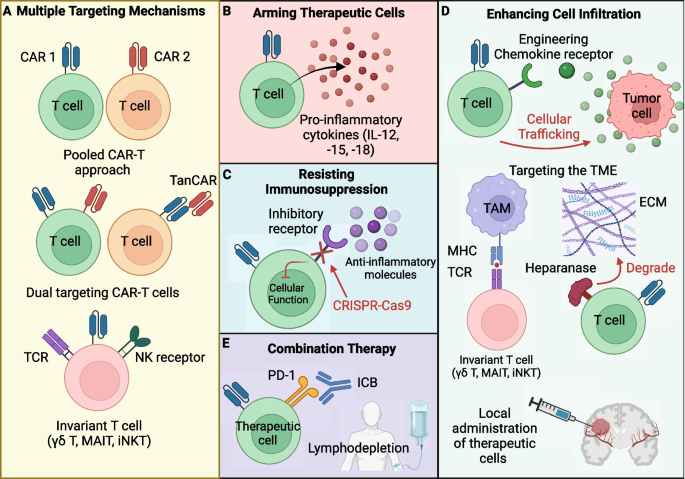 A Multiple Targeting Mechanisms
CAR 1
CAR 2
T cell
T cell
Pooled CAR-T
approach
TanCAR
T cell
T cell
Dual targeting CAR-T cells
TCR
NK receptor
Invariant T cell
(γδ T, MAIT, iNKT)
B
Arming Therapeutic Cells
T cell
Pro-inflammatory
cytokines (IL-12,
-15, -18)
C
Resisting
Immunosuppression
Inhibitory
receptor
Anti-inflammatory
molecules
Cellular
Function
CRISPR-Cas9
E
Combination Therapy
PD-1
ICB
Therapeutic
cell
Lymphodepletion
D
Enhancing Cell Infiltration
Engineering
Chemokine receptor
T cell
Tumor
cell
Cellular
Trafficking
Targeting the TME
TAM
ECM
MHC
TCR
Heparanase
Degrade
T cell
Invariant T cell
(γδ T, MAIT, iNKT)
Local
administration
of therapeutic
cells